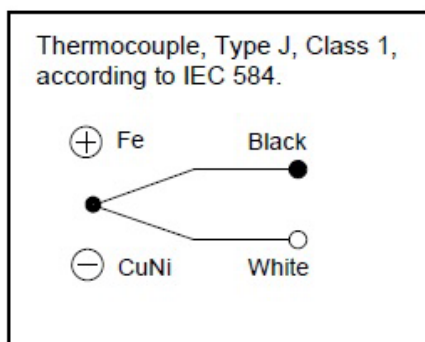 Thermocouple, Type J, Class 1,
according to IEC 584.
+ Fe Black
− CuNi White